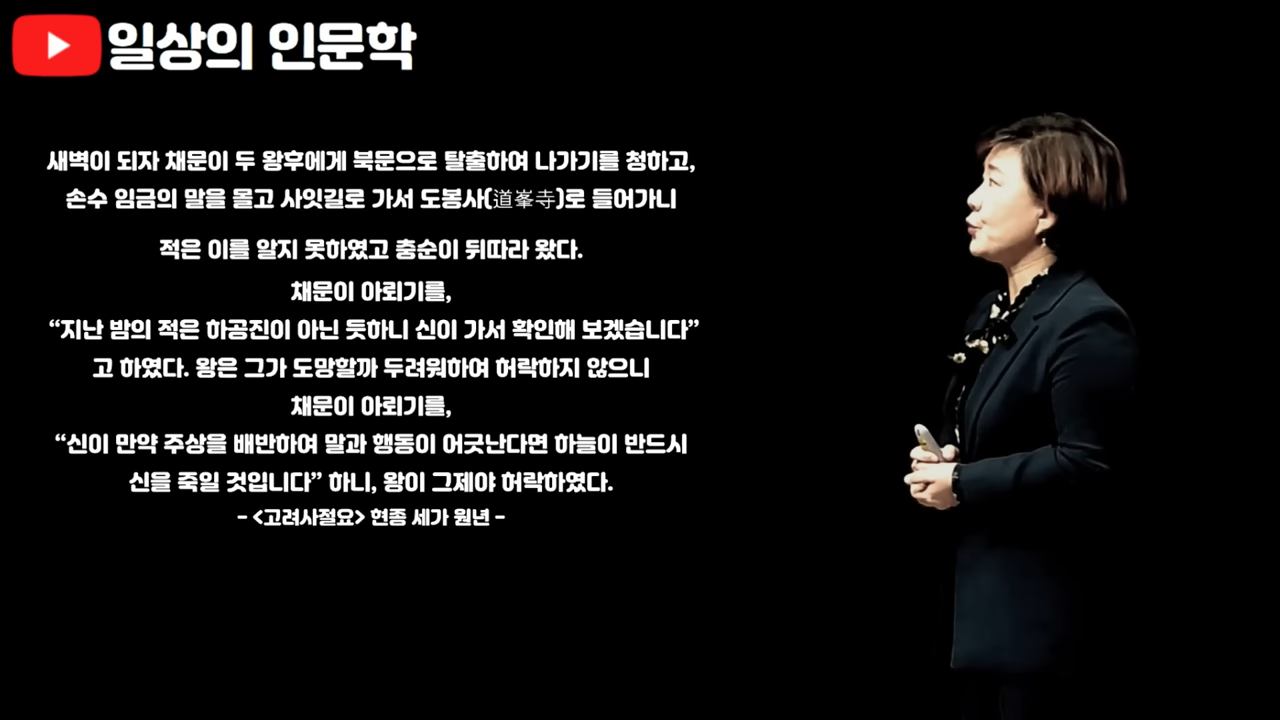 일상의 인문학
새벽이 되자 채문이 두 왕후에게 북문으로 탈출하여 나가기를 청하고,
손수 임금의 말을 몰고 사잇길로 가서 도봉사(道峯寺)로 들어가니
적은 이를 알지 못하였고 충순이 뒤따라 왔다.
채문이 아뢰기를,
“지난 밤의 적은 하공진이 아닌 듯하니 신이 가서 확인해 보겠습니다”
고 하였다. 왕은 그가 도망할까 두려워하여 허락하지 않으니
채문이 아뢰기를,
“신이 만약 주상을 배반하여 말과 행동이 어긋난다면 하늘이 반드시
신을 죽일 것입니다” 하니, 왕이 그제야 허락하였다.
- <고려사절요> 현종 세가 원년 -